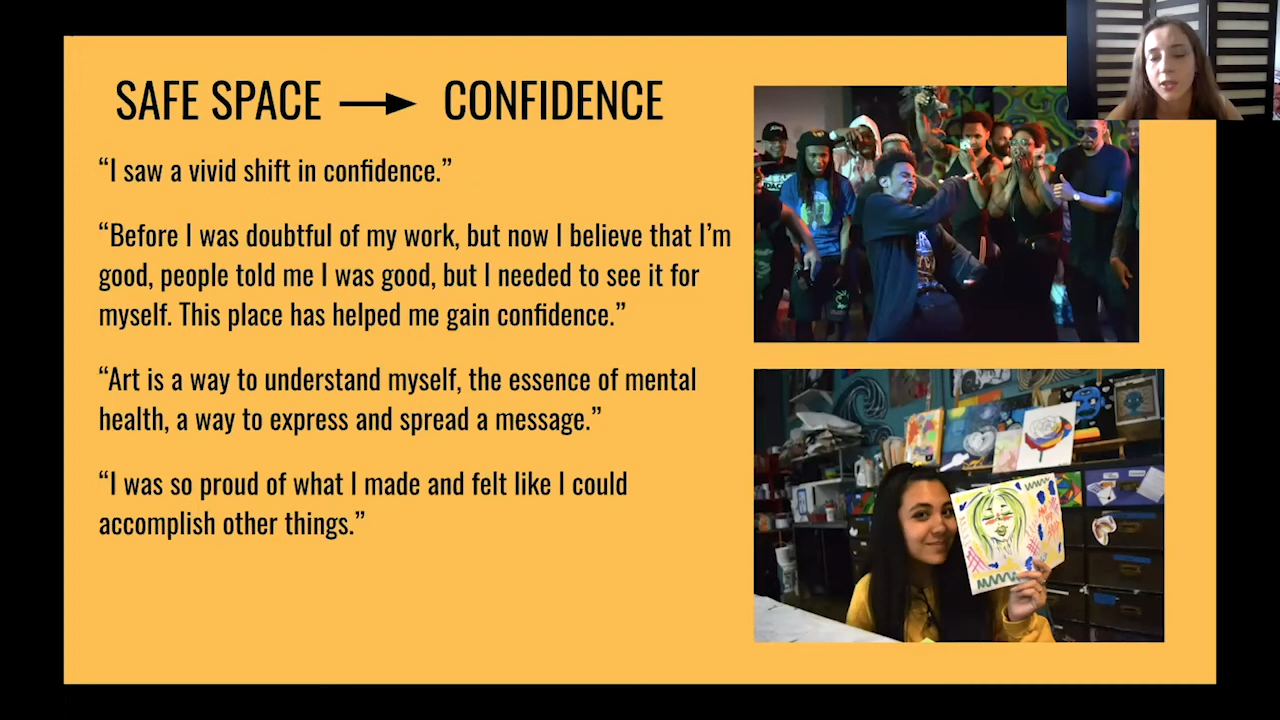 SAFE SPACE → CONFIDENCE
“I saw a vivid shift in confidence.”
“Before I was doubtful of my work, but now I believe that I’m
good, people told me I was good, but I needed to see it for
myself. This place has helped me gain confidence.”
“Art is a way to understand myself, the essence of mental
health, a way to express and spread a message.”
“I was so proud of what I made and felt like I could
accomplish other things.”